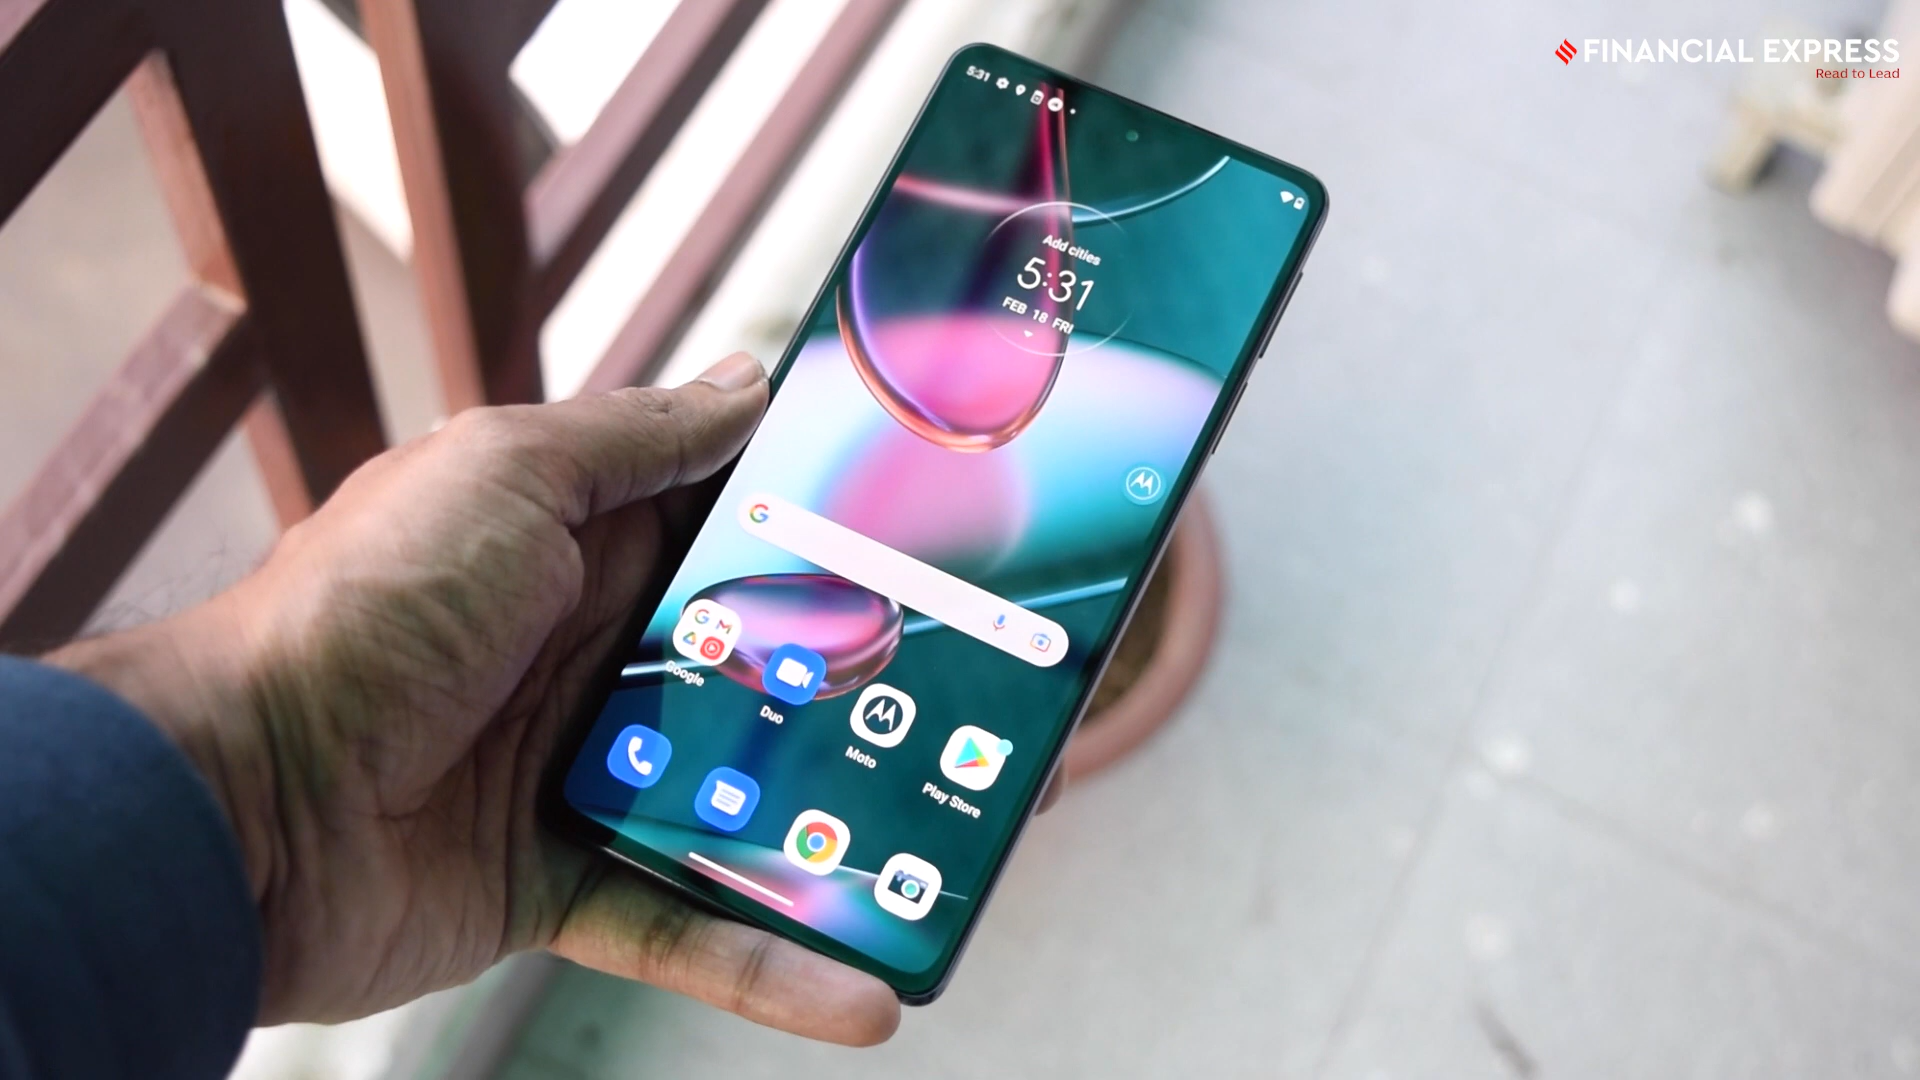 FINANCIAL EXPRESS
Read to Lead
5:31
Add cities
5:31
FEB 18 FRI
Google
Duo
Moto
Play Store